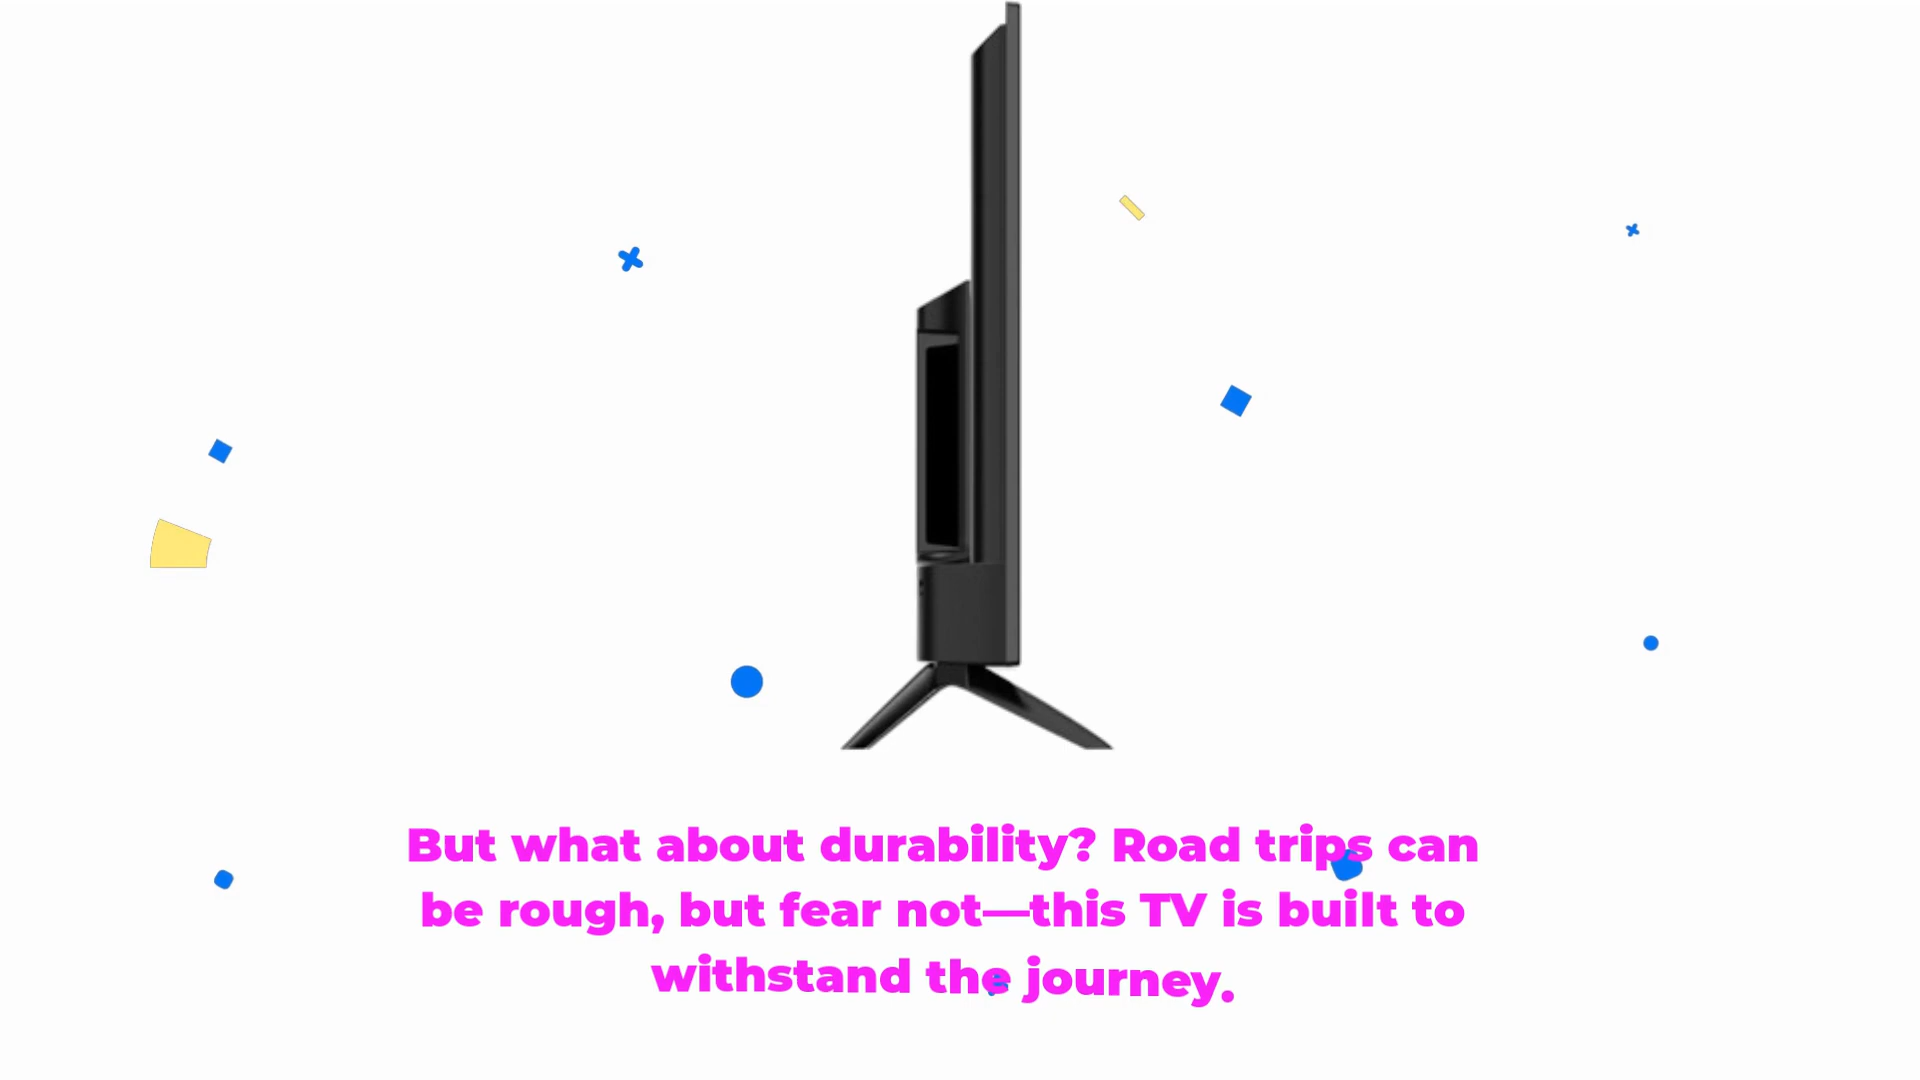 But what about durability? Road trips can
be rough, but fear not—this TV is built to
withstand the journey.